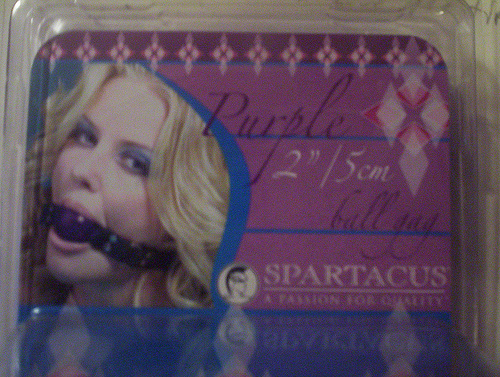 Purple
2"/5cm
ball gag
SPARTACUS
A PASSION FOR QUALITY